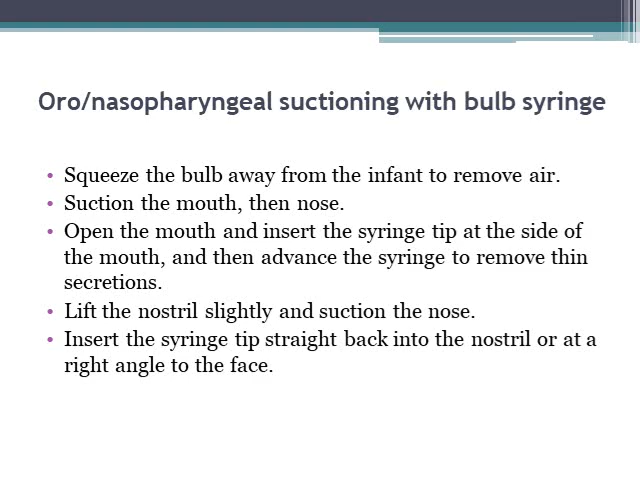 Oro/nasopharyngeal suctioning with bulb syringe
• Squeeze the bulb away from the infant to remove air.
• Suction the mouth, then nose.
• Open the mouth and insert the syringe tip at the side of
the mouth, and then advance the syringe to remove thin
secretions.
• Lift the nostril slightly and suction the nose.
• Insert the syringe tip straight back into the nostril or at a
right angle to the face.